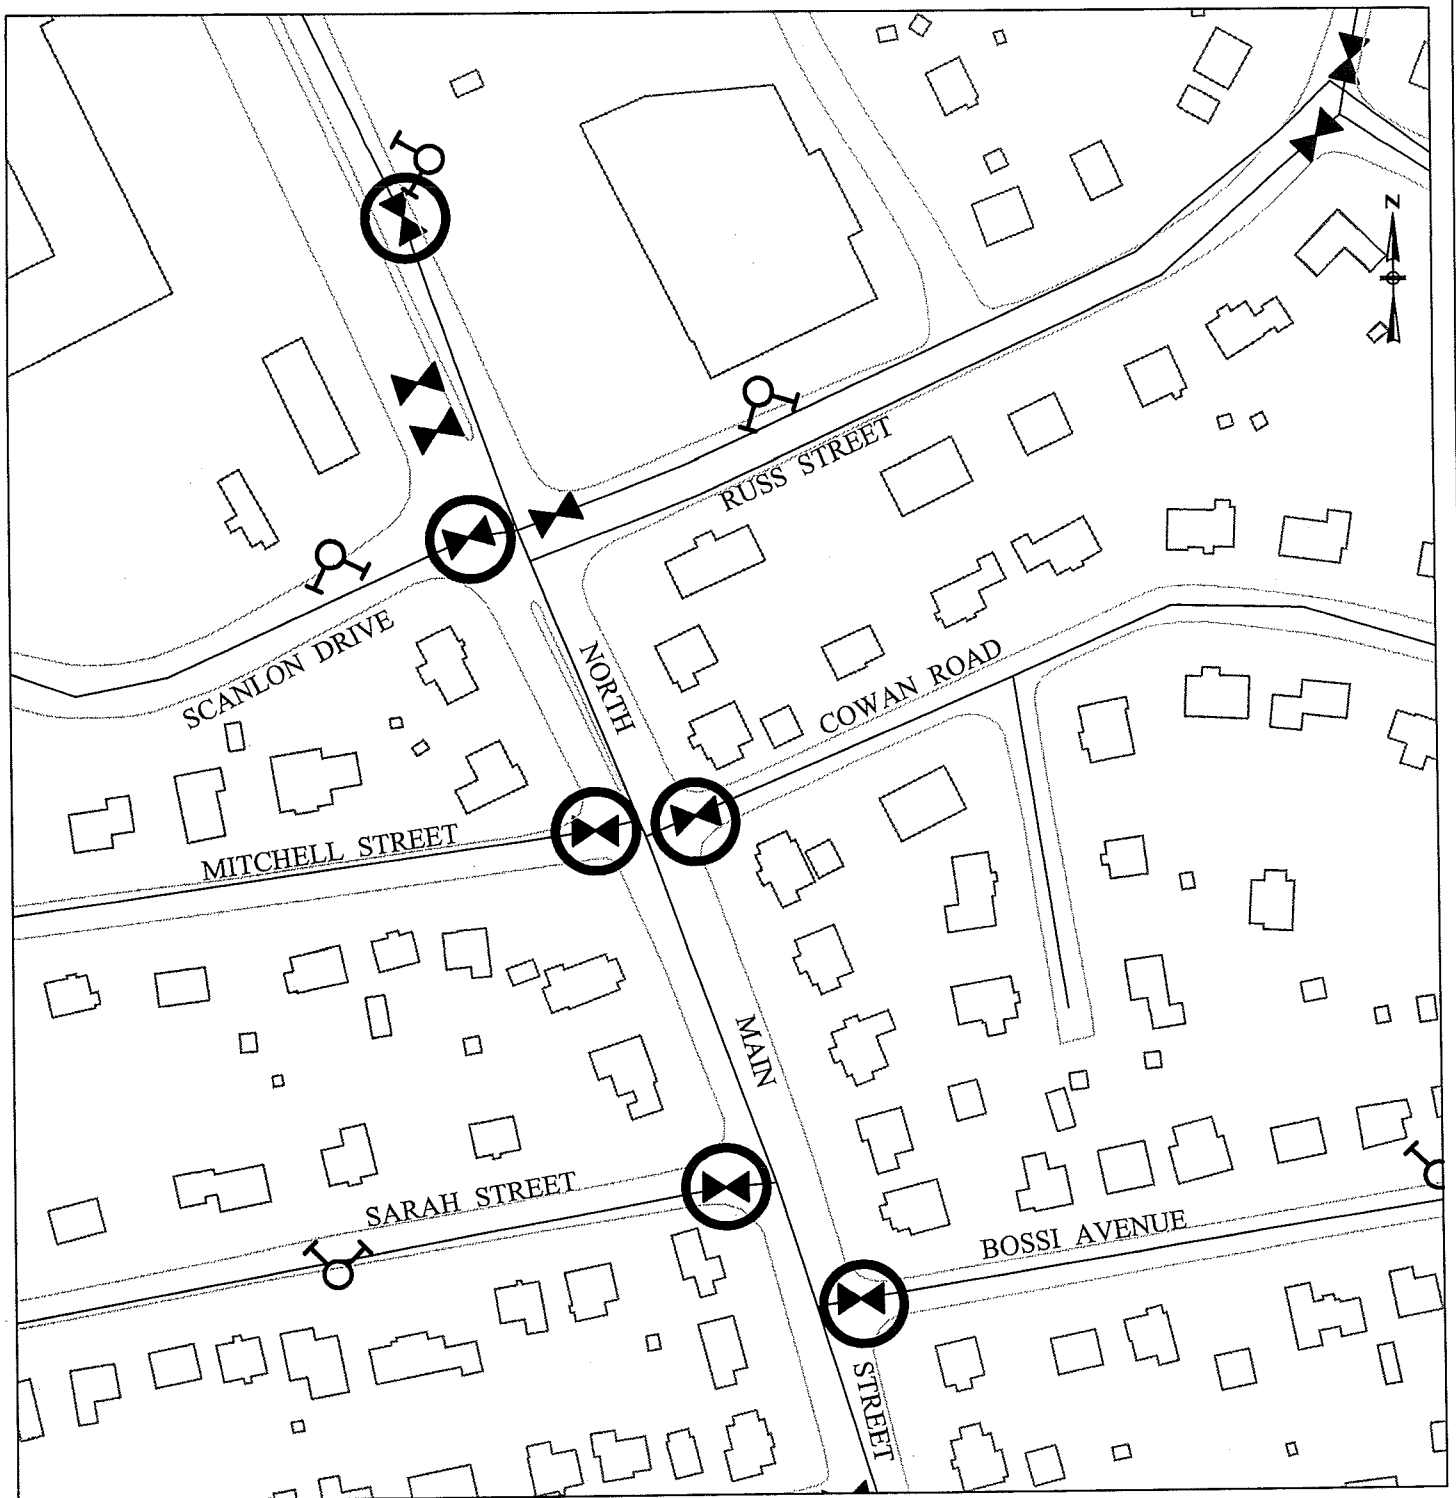 N
RUSS STREET
SCANLON DRIVE
NORTH
COWAN ROAD
MITCHELL STREET
MAIN
SARAH STREET
BOSSI AVENUE
STREET